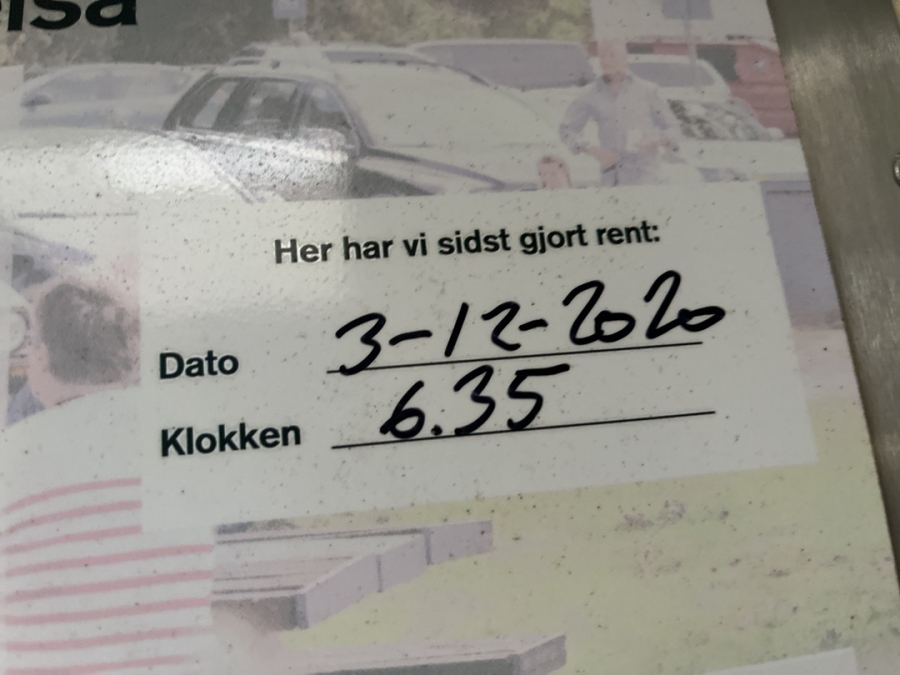 Her har vi sidst gjort rent:
Dato 3-12-2020
Klokken 6.35